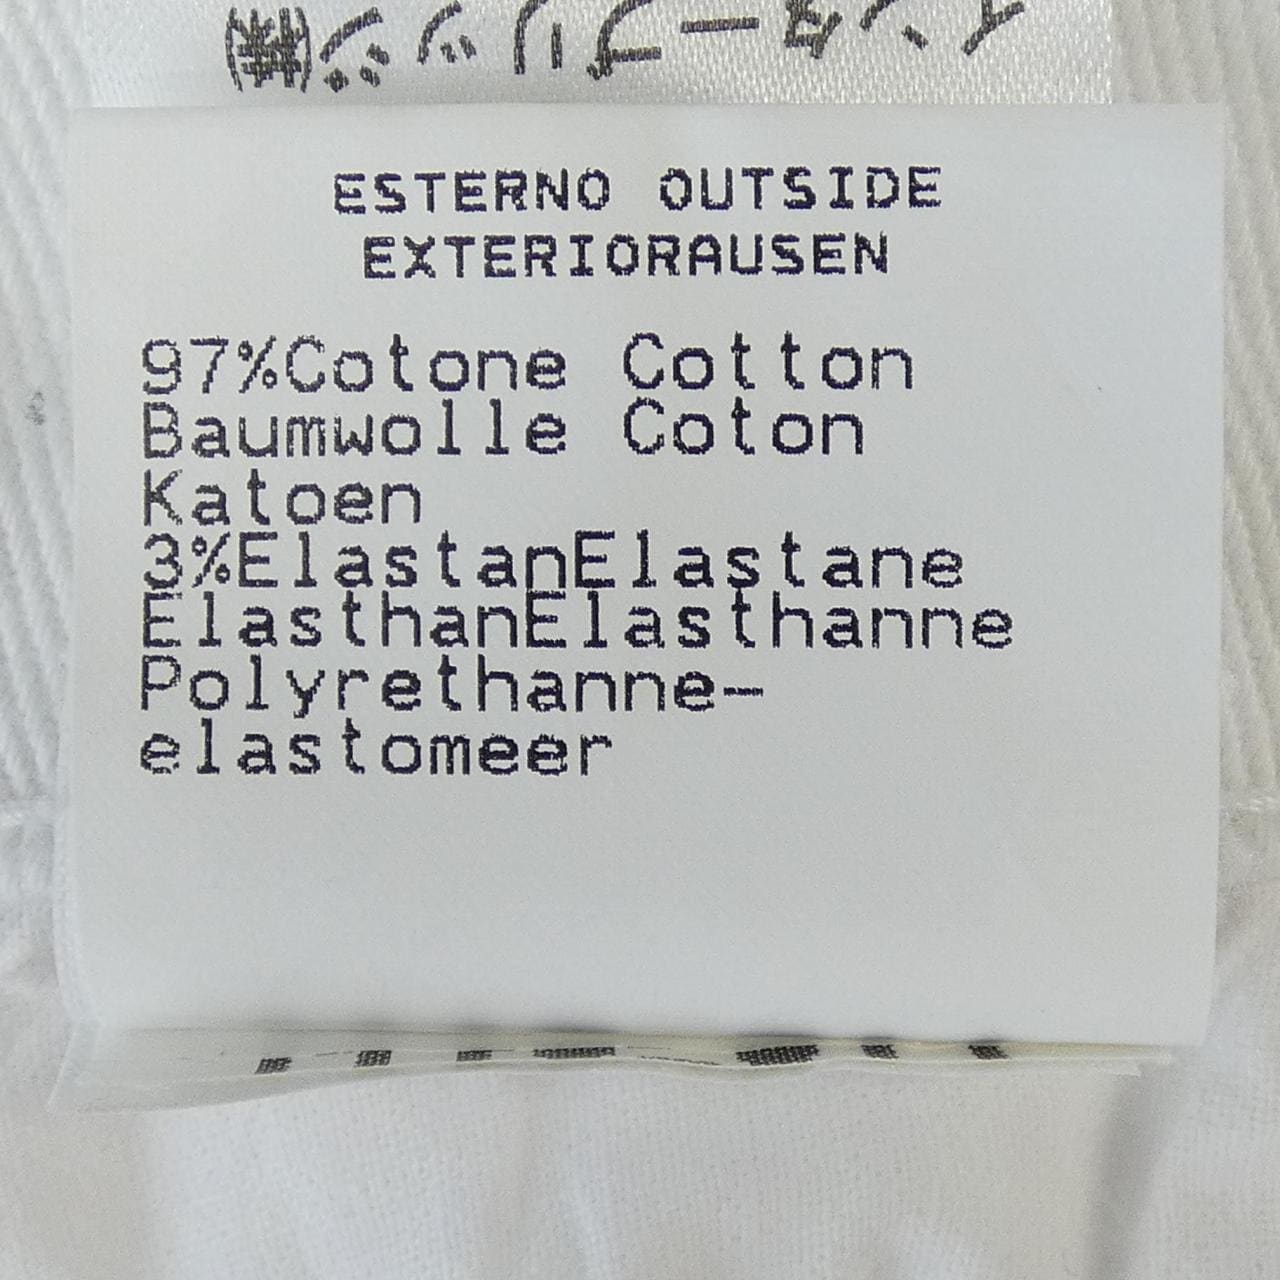 ESTERNO OUTSIDE
EXTERIORAUSEN
97%Cotone Cotton
Baumwolle Coton
Katoen
3%ElastanElastane
ElasthanElasthanne
Polyrethanne-
elastomeer